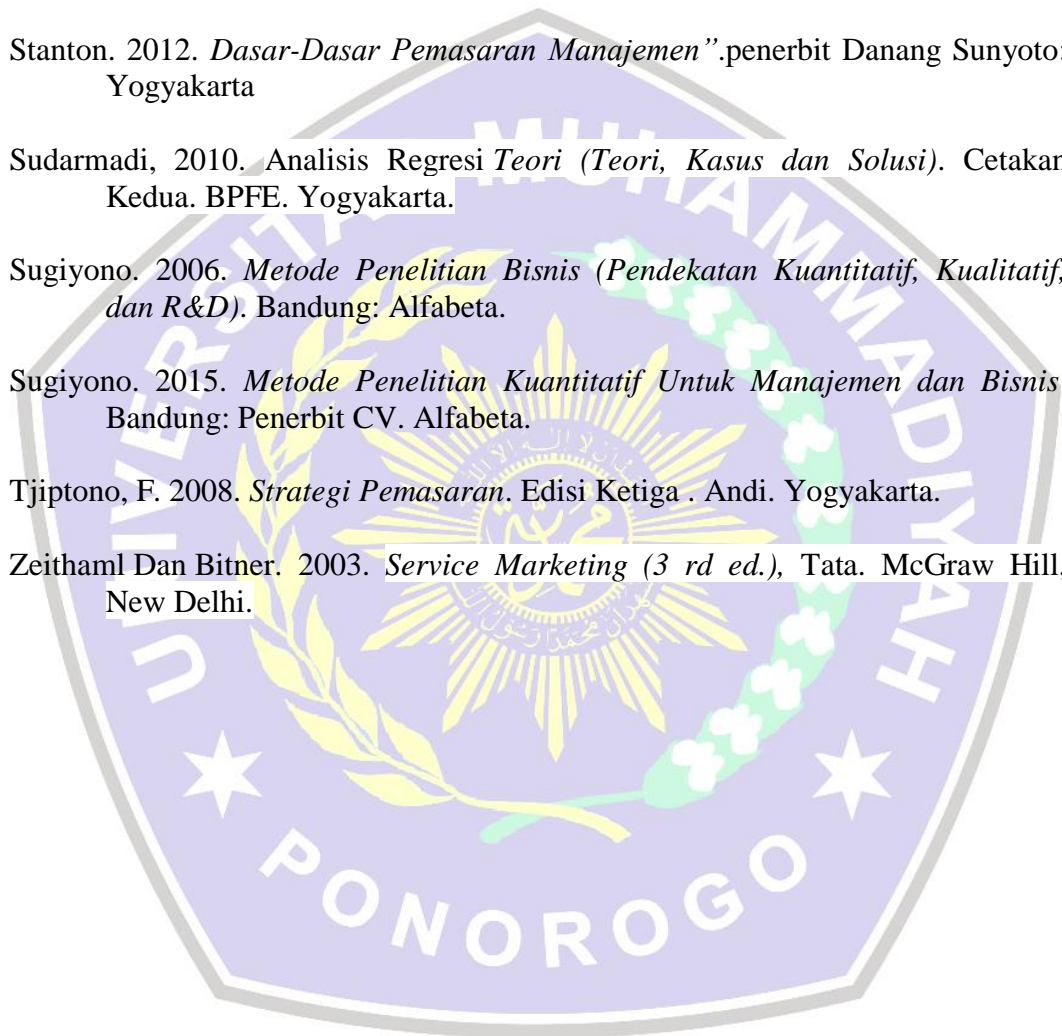 Stanton. 2012. Dasar-Dasar Pemasaran Manajemen”.penerbit Danang Sunyoto:
Yogyakarta
Sudarmadi, 2010. Analisis Regresi Teori (Teori, Kasus dan Solusi). Cetakan
Kedua. BPFE. Yogyakarta.
Sugiyono. 2006. Metode Penelitian Bisnis (Pendekatan Kuantitatif, Kualitatif,
dan R&D). Bandung: Alfabeta.
Sugiyono. 2015. Metode Penelitian Kuantitatif Untuk Manajemen dan Bisnis
Bandung: Penerbit CV. Alfabeta.
Tjiptono, F. 2008. Strategi Pemasaran. Edisi Ketiga . Andi. Yogyakarta.
Zeithaml Dan Bitner. 2003. Service Marketing (3 rd ed.), Tata. McGraw Hill,
New Delhi.
UNIVERSITAS MUHAMMADIYAH
PONOROGO
محمد